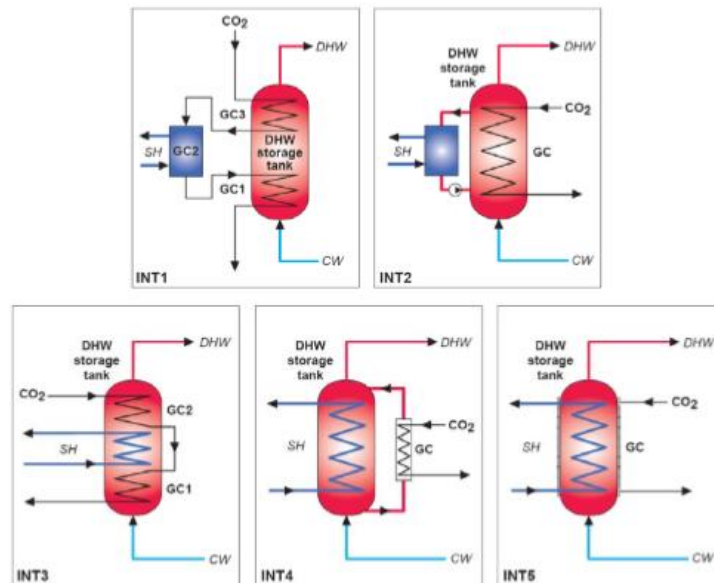 CO₂
DHW
GC3
DHW
storage
tank
SH
GC2
GC1
CW
INT1
DHW
storage
tank
DHW
CO₂
SH
GC
CW
INT2
DHW
storage
tank
DHW
CO₂
GC2
SH
GC1
CW
INT3
DHW
storage
tank
DHW
SH
CO₂
GC
CW
INT4
DHW
storage
tank
DHW
CO₂
SH
GC
CW
INT5